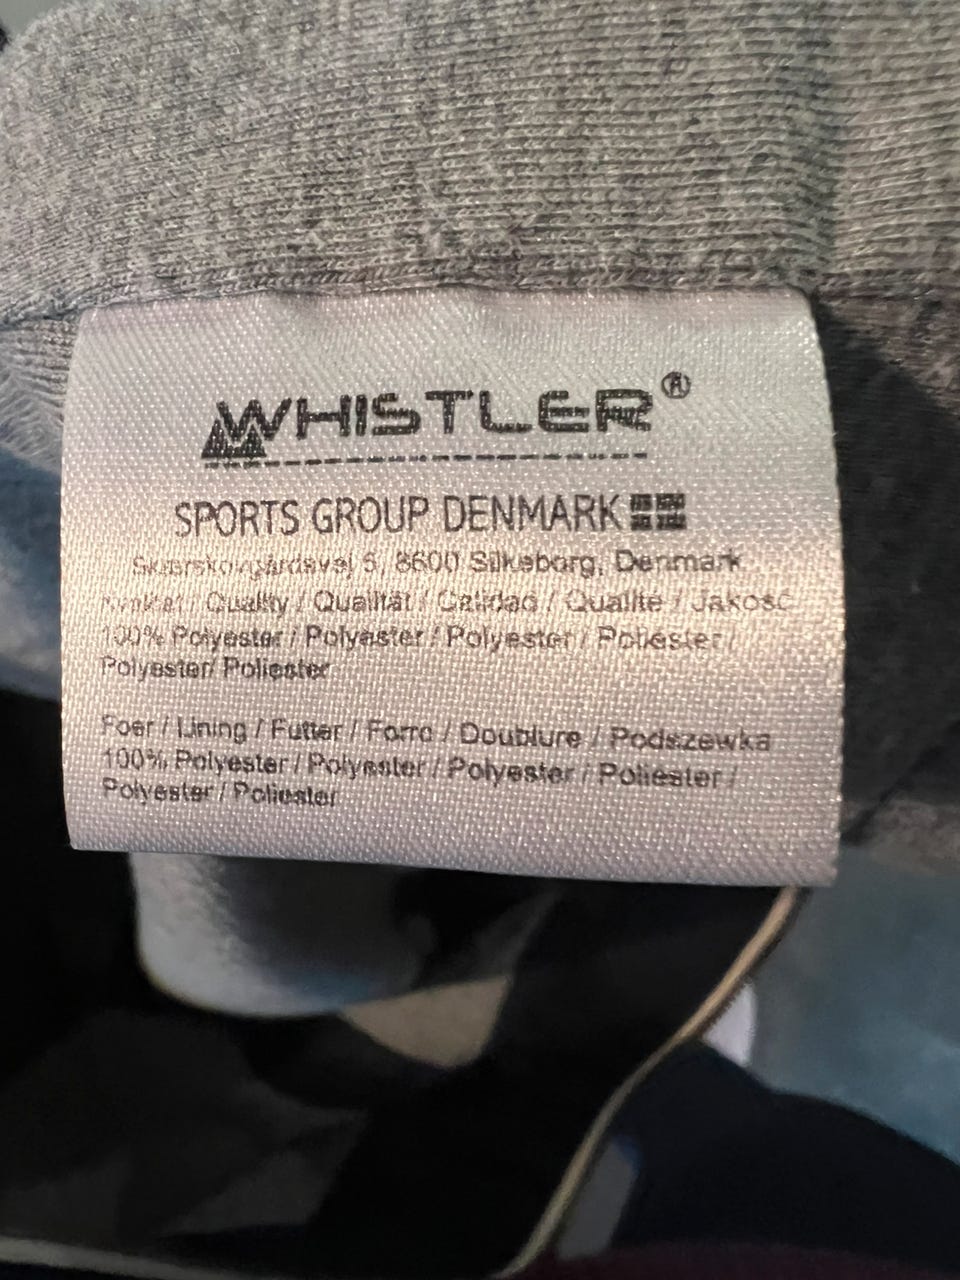 WHISTLER®
SPORTS GROUP DENMARK
Skærskovgårdsvej 5, 8600 Silkeborg, Denmark
Kvalitet / Quality / Qualität / Calidad / Qualite / Jakosc
100% Polyester / Polyester / Polyester / Poliester /
Polyester/ Poliester
Foer / Lining / Futter / Forro / Doublure / Podszewka
100% Polyester / Polyester / Polyester / Poliester /
Polyester / Poliester